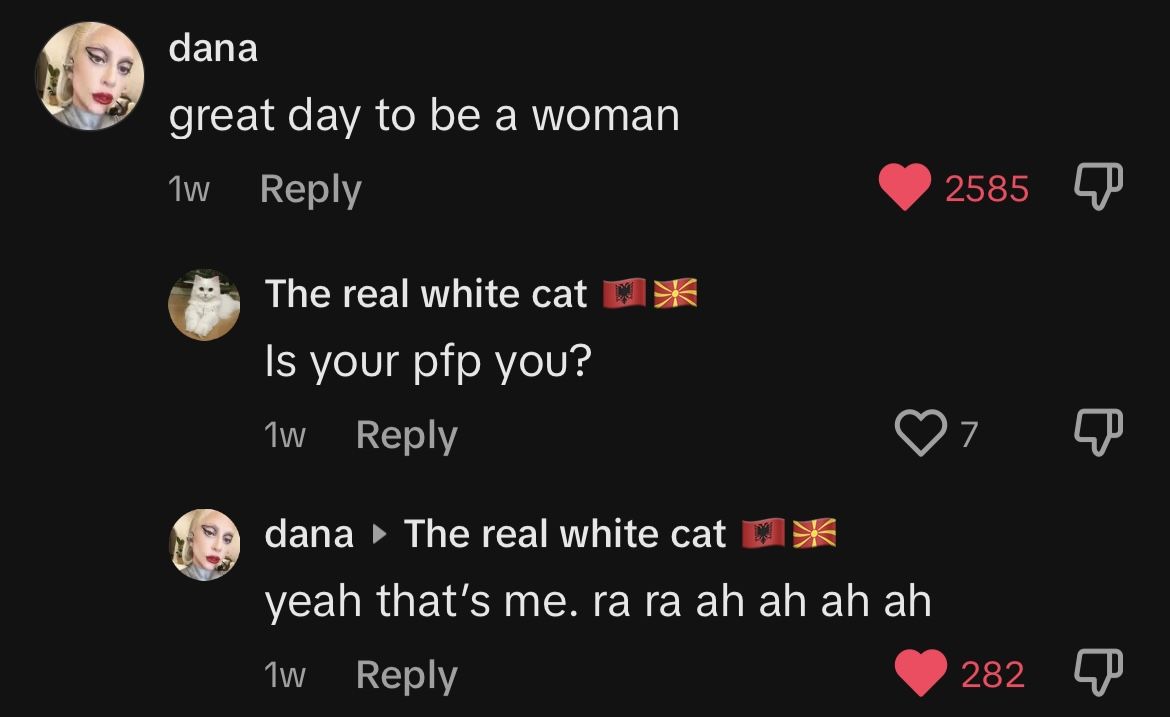 dana
great day to be a woman
1w Reply 2585
The real white cat 🇦🇱🇲🇰
Is your pfp you?
1w Reply 7
dana ▸ The real white cat 🇦🇱🇲🇰
yeah that’s me. ra ra ah ah ah ah
1w Reply 282